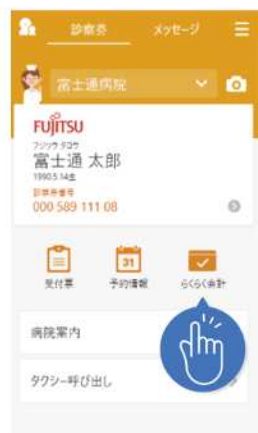 診察券 メッセージ
富士通病院
FUJITSU
フジツウ タロウ
富士通 太郎
1990.5.14生
診察券番号
000 589 111 08
31
受付票 予約情報 らくらく会計
病院案内
タクシー呼び出し